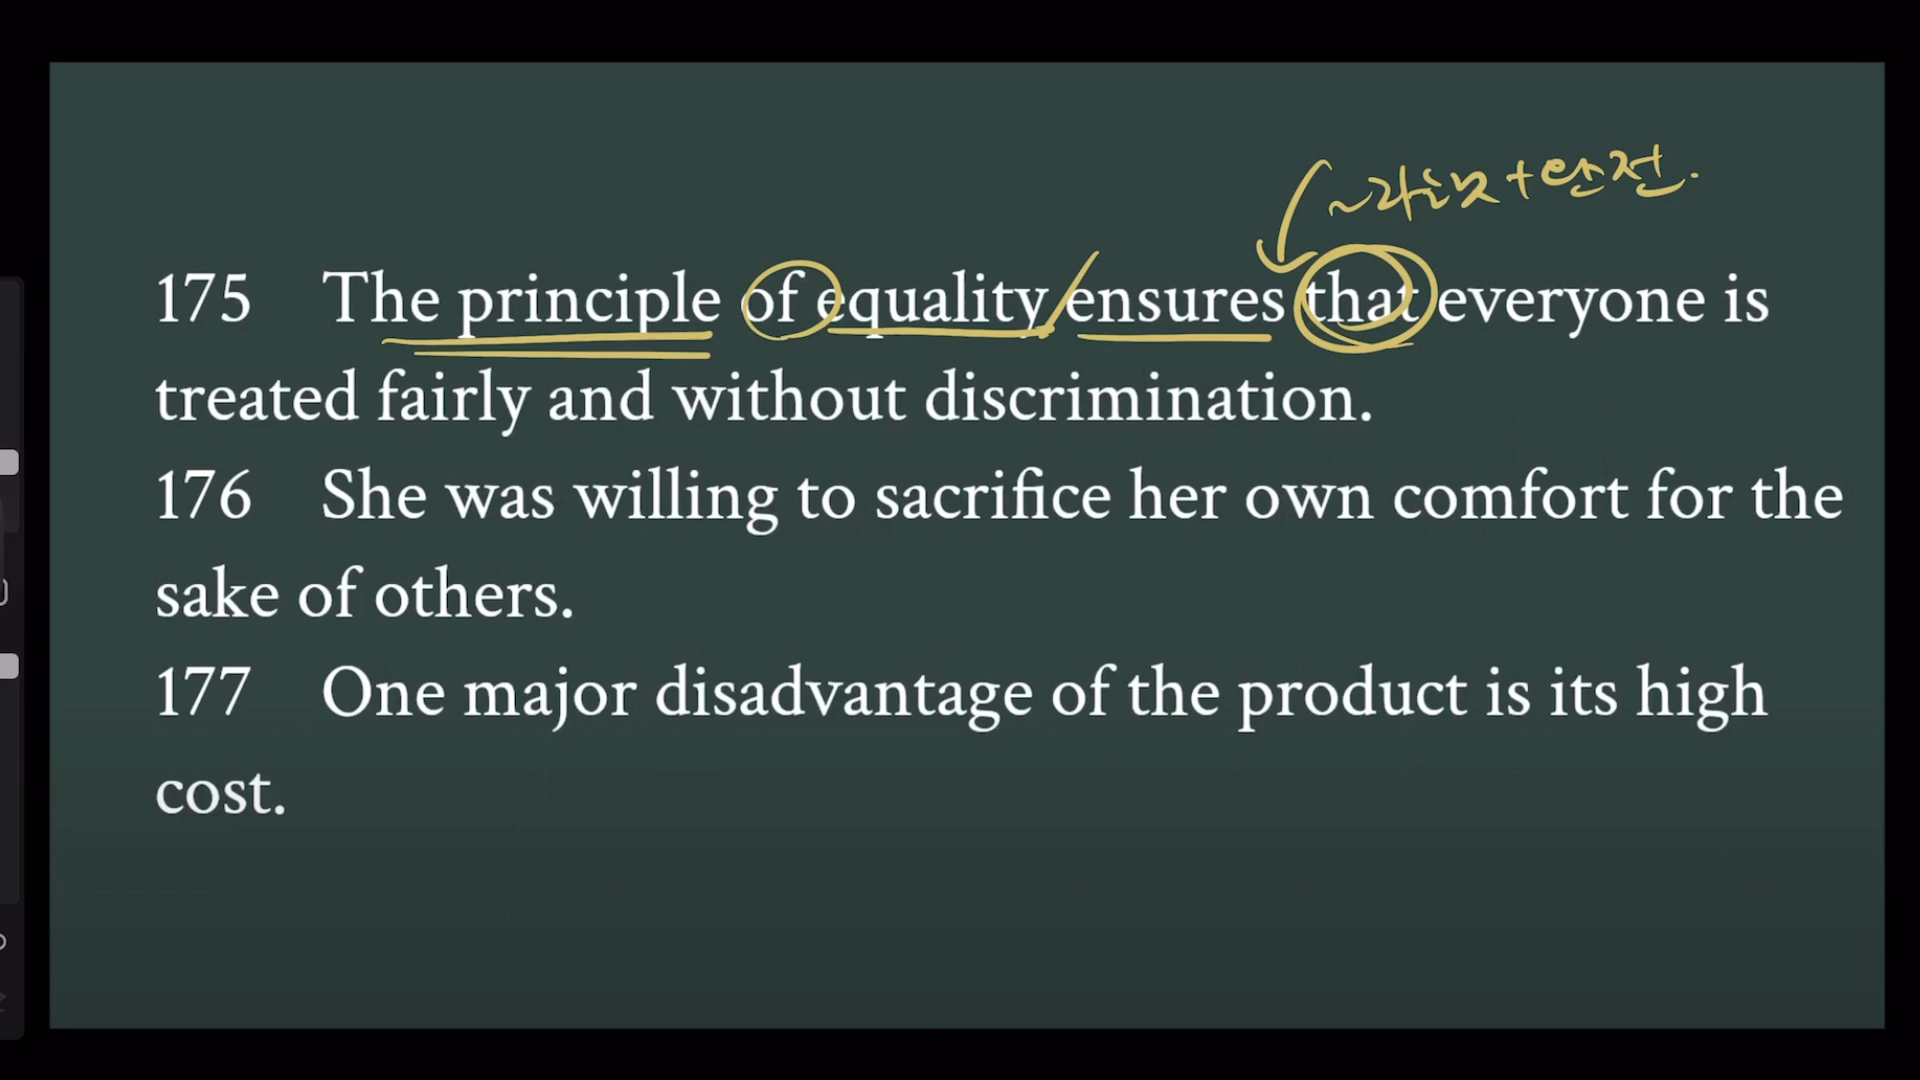 ~라는 것 + 완전.
175 The principle of equality ensures that everyone is
treated fairly and without discrimination.
176 She was willing to sacrifice her own comfort for the
sake of others.
177 One major disadvantage of the product is its high
cost.